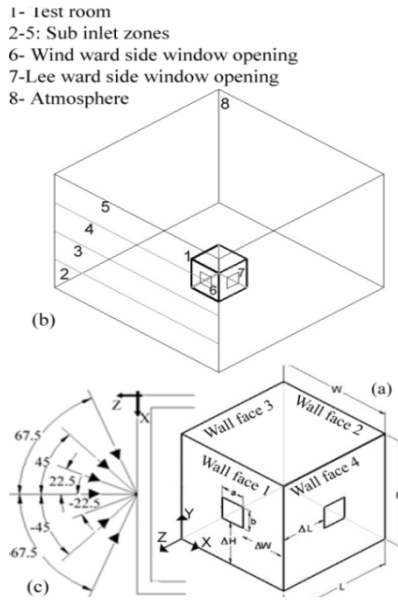 1- Test room
2-5: Sub inlet zones
6- Wind ward side window opening
7-Lee ward side window opening
8- Atmosphere
8
5
4
3
2
1
7
6
(b)
(a)
W
Z
X
67.5
45
22.5
-22.5
-45
-67.5
(c)
Wall face 3
Wall face 2
Wall face 1
Wall face 4
a
b
Y
Z
X
ΔH
ΔW
ΔL
L